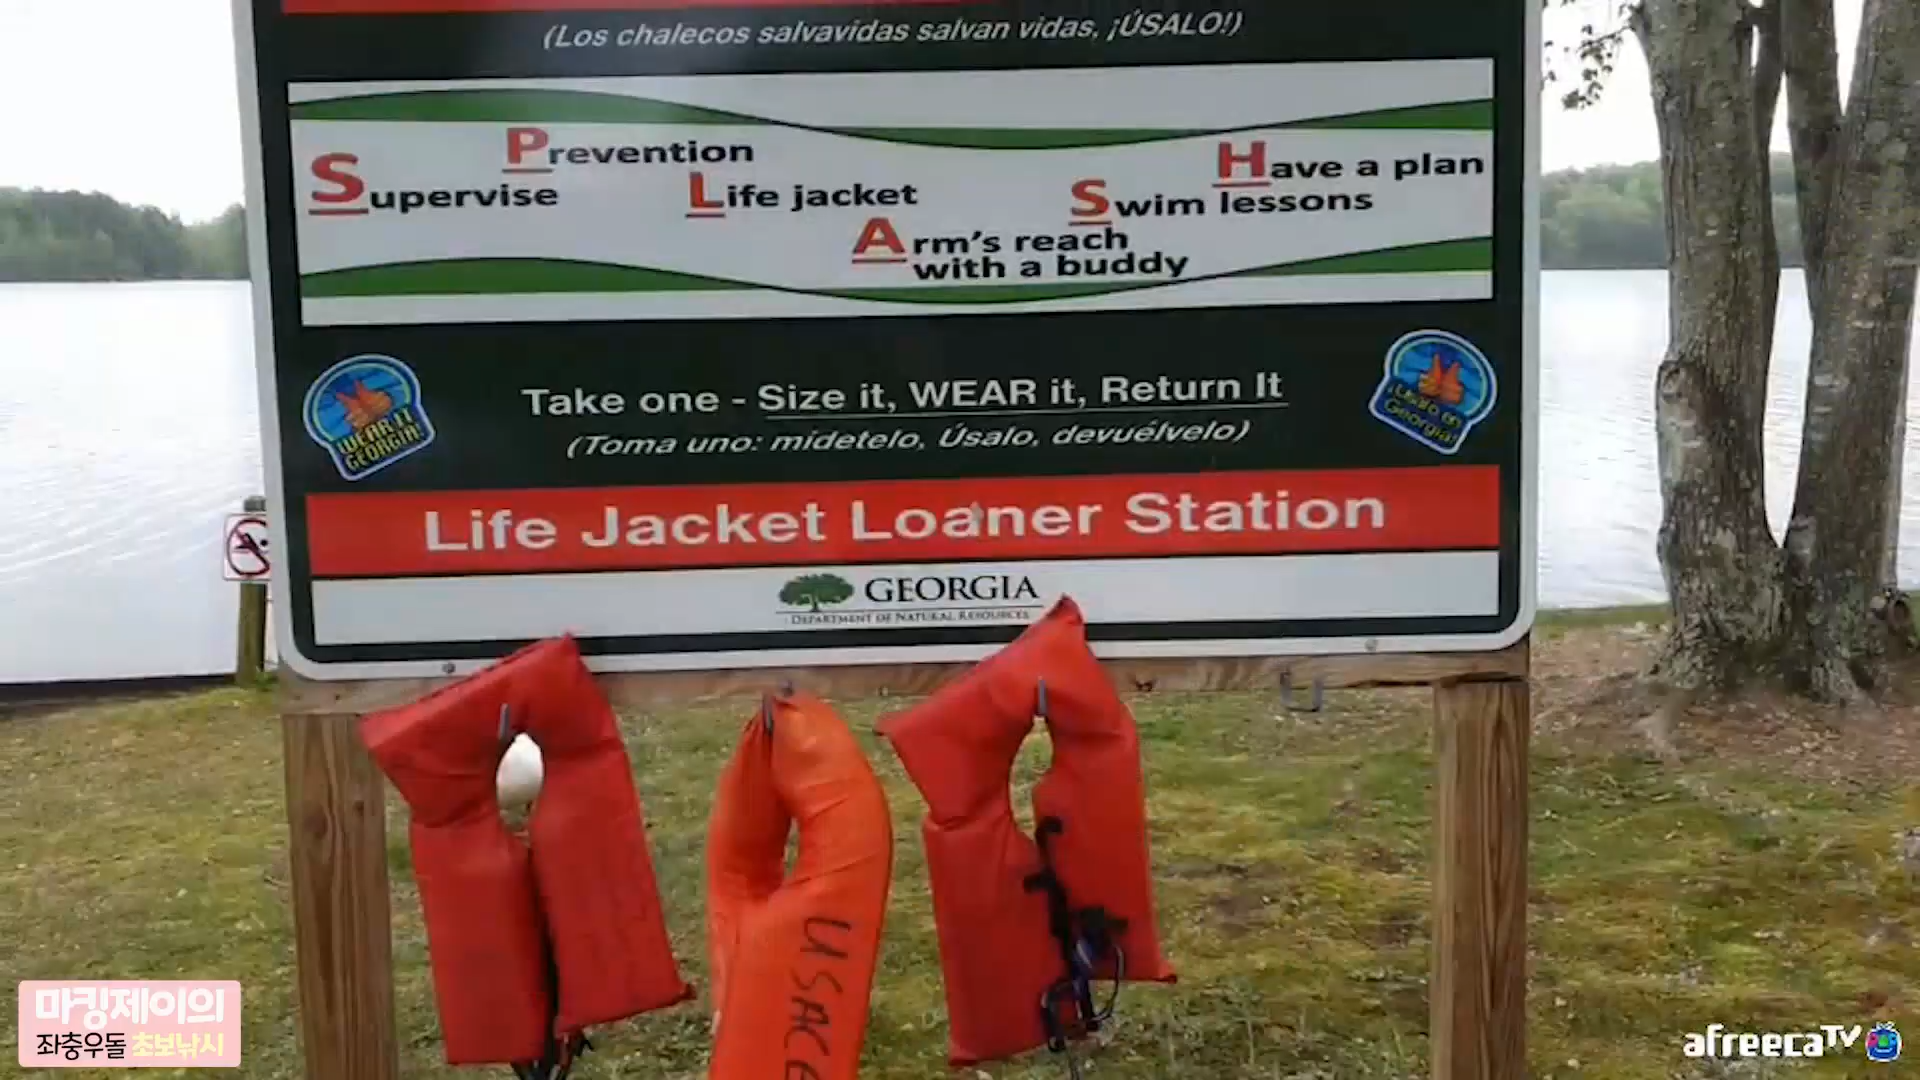 (Los chalecos salvavidas salvan vidas, ¡ÚSALO!)
Supervise
Prevention
Life jacket
Arm's reach
with a buddy
Swim lessons
Have a plan
WEAR IT
GEORGIA!
Take one - Size it, WEAR it, Return It
(Toma uno: midetelo, Úsalo, devuélvelo)
¡Úsalo en
Georgia!
Life Jacket Loaner Station
GEORGIA
DEPARTMENT OF NATURAL RESOURCES
USACE
마킹제이의
좌충우돌 초보낚시
afreecaTV